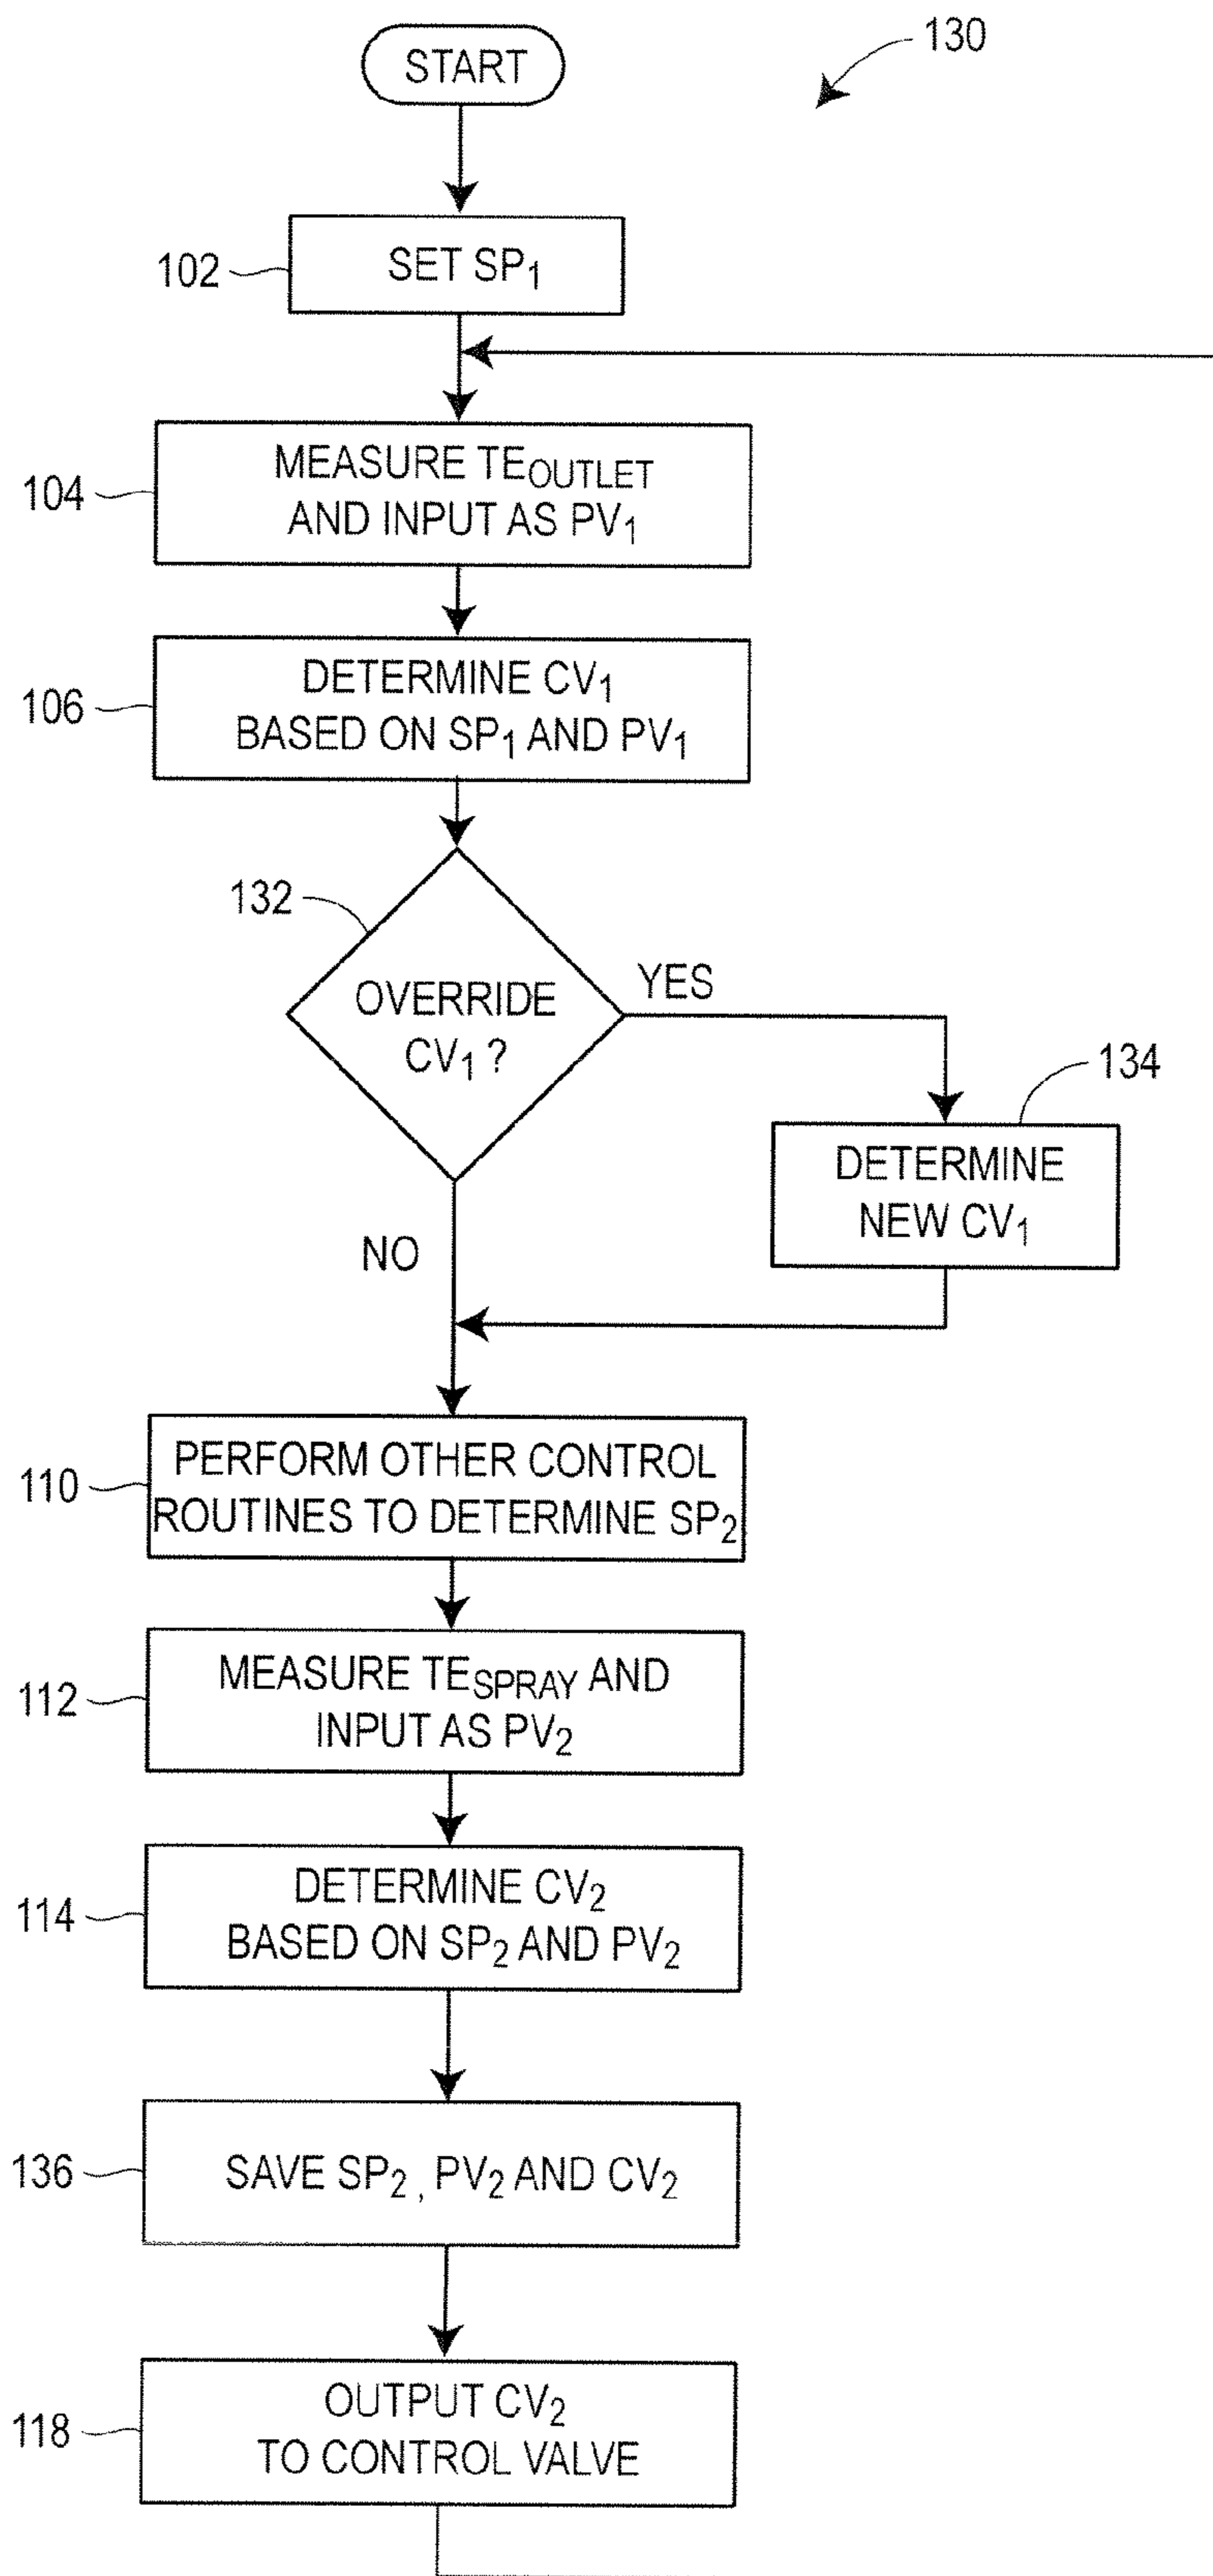 130
START
102
SET SP₁
104
MEASURE TE_OUTLET
AND INPUT AS PV₁
106
DETERMINE CV₁
BASED ON SP₁ AND PV₁
132
OVERRIDE
CV₁ ?
YES
134
DETERMINE
NEW CV₁
NO
110
PERFORM OTHER CONTROL
ROUTINES TO DETERMINE SP₂
112
MEASURE TE_SPRAY AND
INPUT AS PV₂
114
DETERMINE CV₂
BASED ON SP₂ AND PV₂
136
SAVE SP₂ , PV₂ AND CV₂
118
OUTPUT CV₂
TO CONTROL VALVE